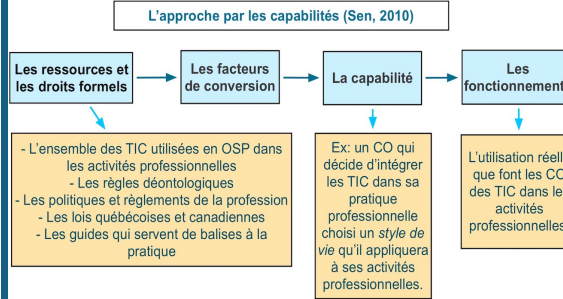 L'approche par les capabilités (Sen, 2010)
Les ressources et
les droits formels
Les facteurs
de conversion
La capabilité
Les
fonctionnement
- L'ensemble des TIC utilisées en OSP dans
les activités professionnelles
- Les règles déontologiques
- Les politiques et règlements de la profession
- Les lois québécoises et canadiennes
- Les guides qui servent de balises à la
pratique
Ex: un CO qui
décide d'intégrer
les TIC dans sa
pratique
professionnelle
choisi un style de
vie qu'il appliquera
à ses activités
professionnelles.
L'utilisation réell
que font les CO
des TIC dans le
activités
professionnelles